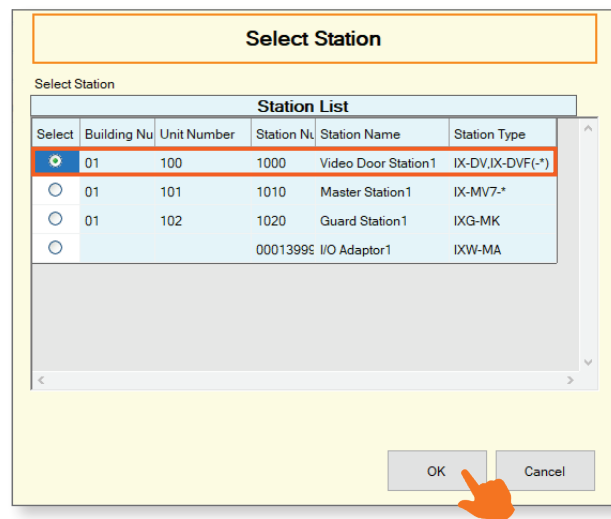 Select Station
Select Station
Station List
Select Building Nu Unit Number Station Nu Station Name Station Type
01 100 1000 Video Door Station1 IX-DV,IX-DVF(-*)
01 101 1010 Master Station1 IX-MV7-*
01 102 1020 Guard Station1 IXG-MK
00013999 I/O Adaptor1 IXW-MA
OK Cancel